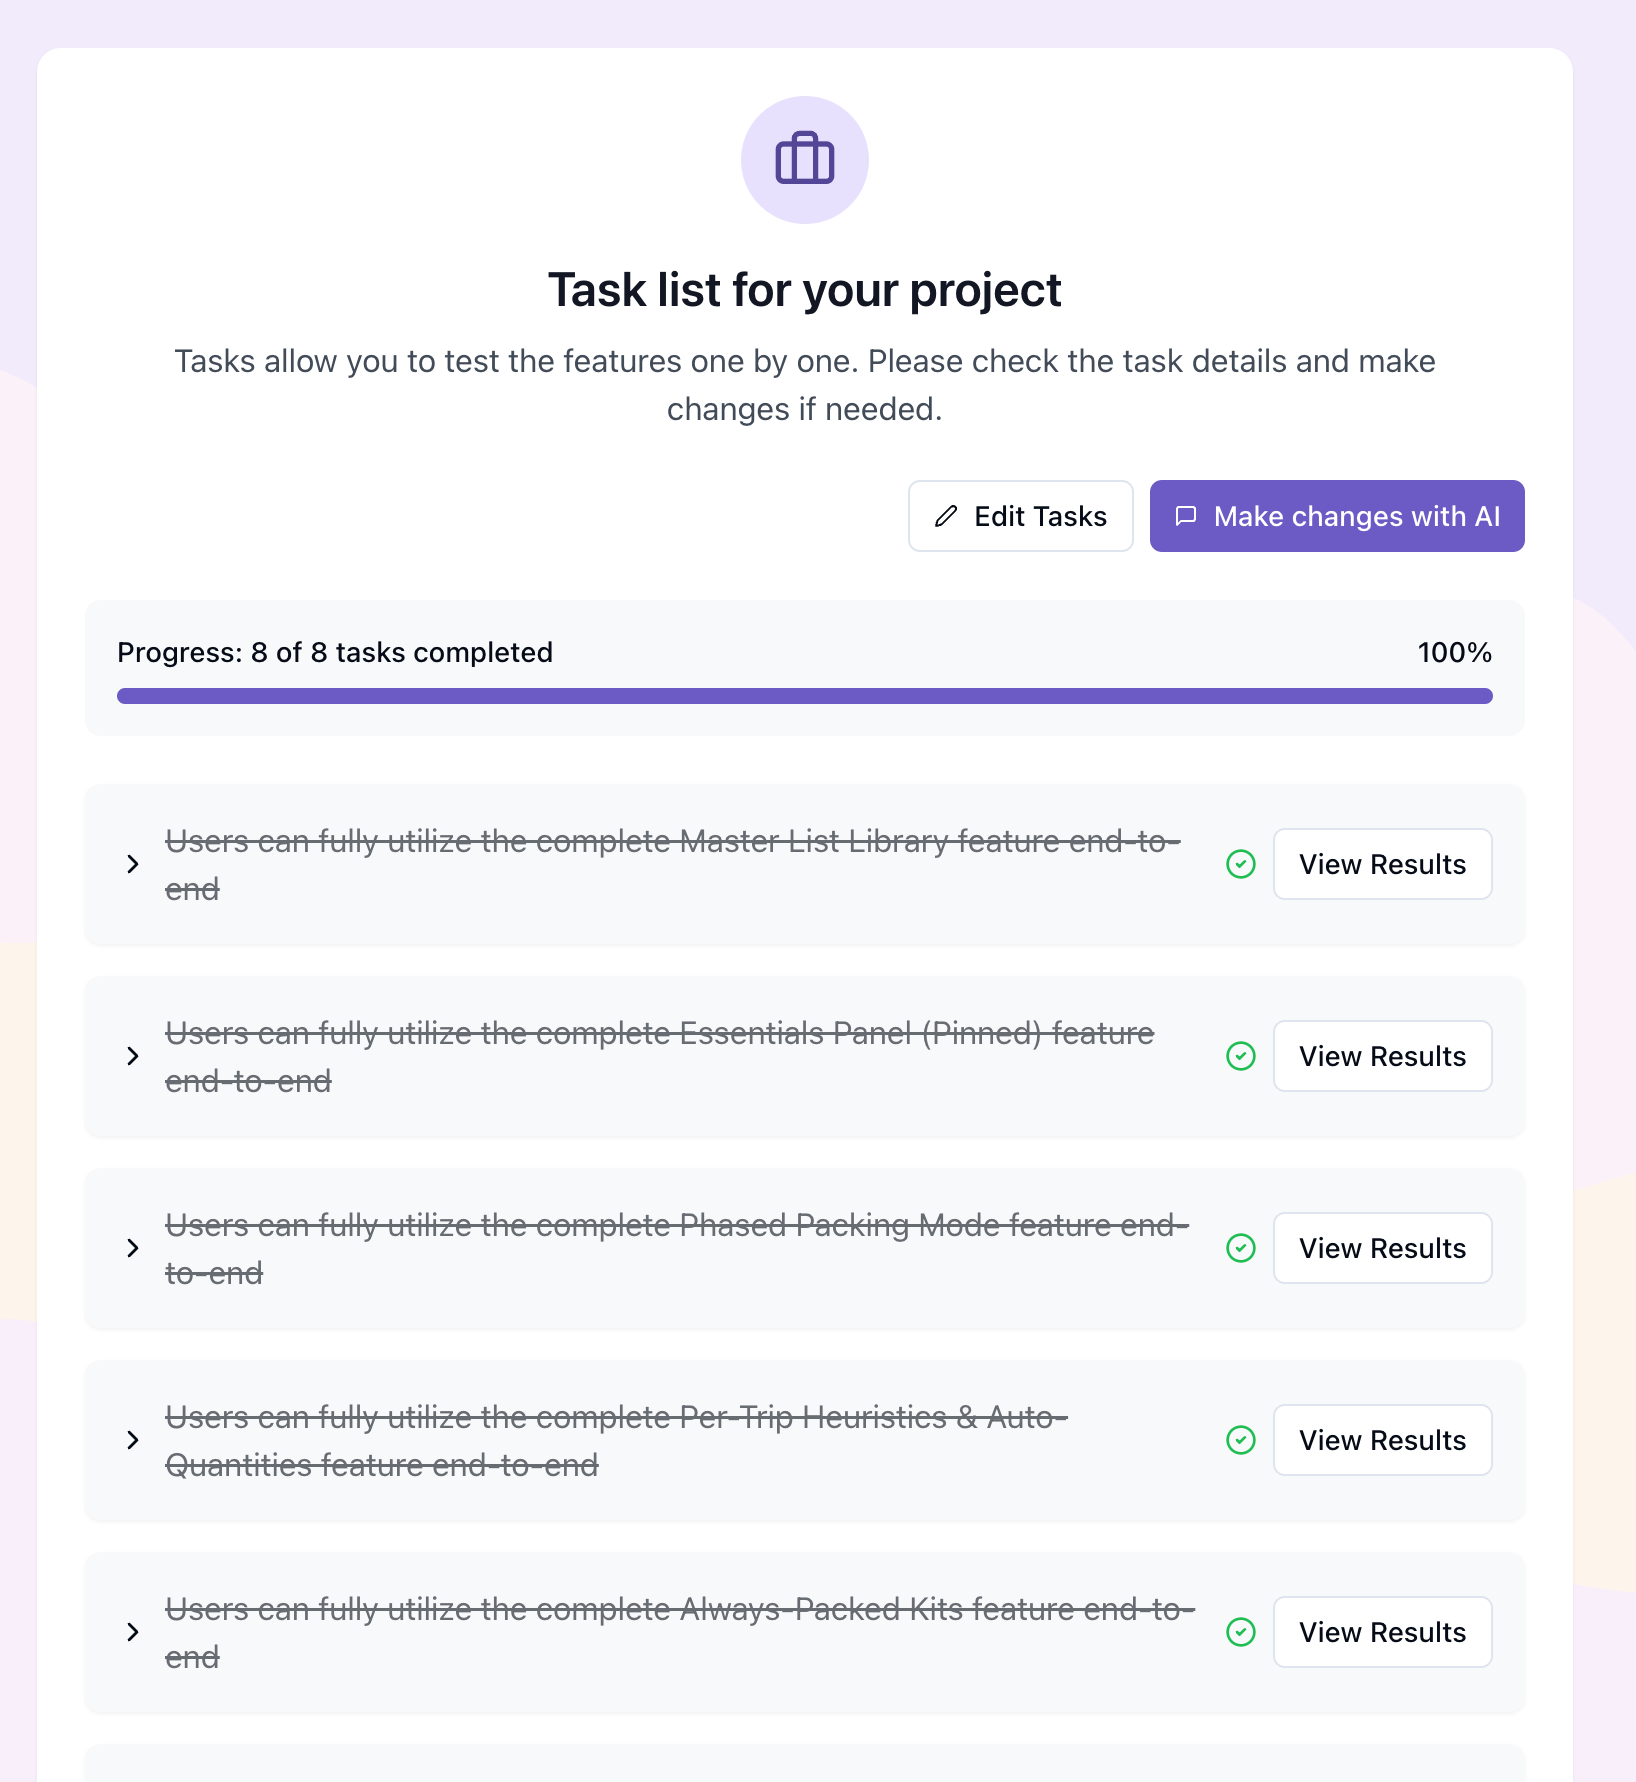 Task list for your project
Tasks allow you to test the features one by one. Please check the task details and make
changes if needed.
Edit Tasks
Make changes with AI
Progress: 8 of 8 tasks completed
100%
Users can fully utilize the complete Master List Library feature end-to-
end
View Results
Users can fully utilize the complete Essentials Panel (Pinned) feature
end-to-end
View Results
Users can fully utilize the complete Phased Packing Mode feature end-
to-end
View Results
Users can fully utilize the complete Per-Trip Heuristics & Auto-
Quantities feature end-to-end
View Results
Users can fully utilize the complete Always-Packed Kits feature end-to-
end
View Results